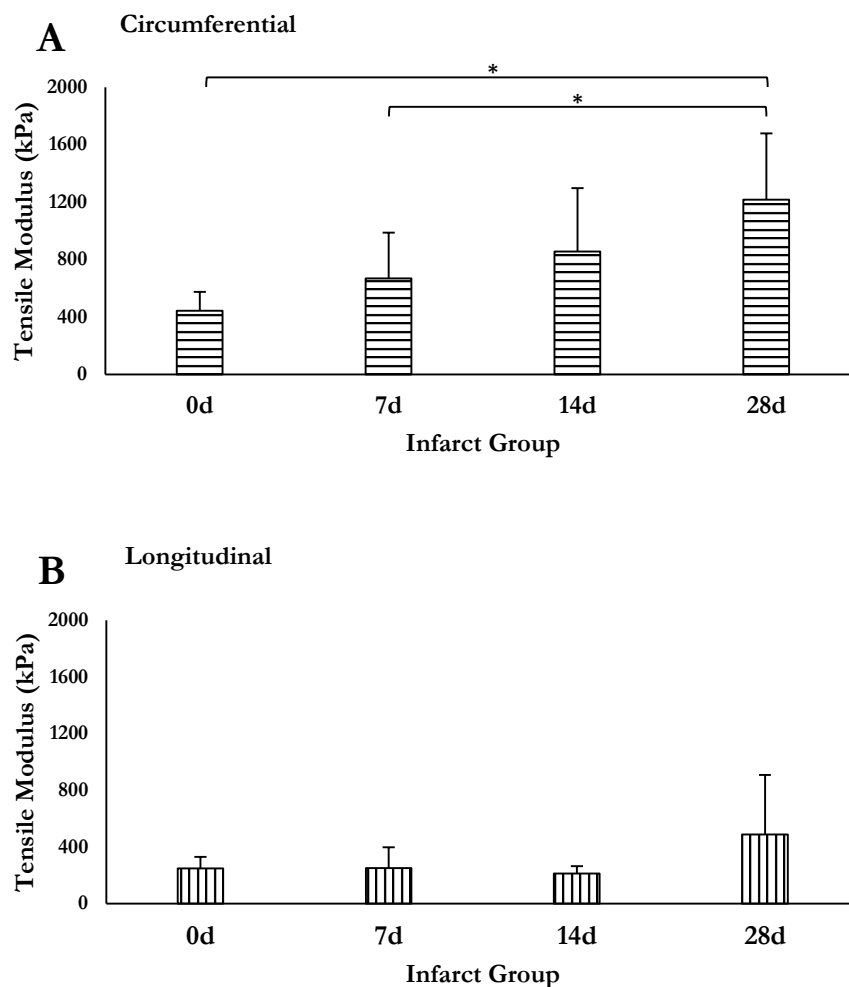 A
Circumferential
*
*
2000
1600
1200
800
400
0
Tensile Modulus (kPa)
0d 7d 14d 28d
Infarct Group
B
Longitudinal
2000
1600
1200
800
400
0
Tensile Modulus (kPa)
0d 7d 14d 28d
Infarct Group